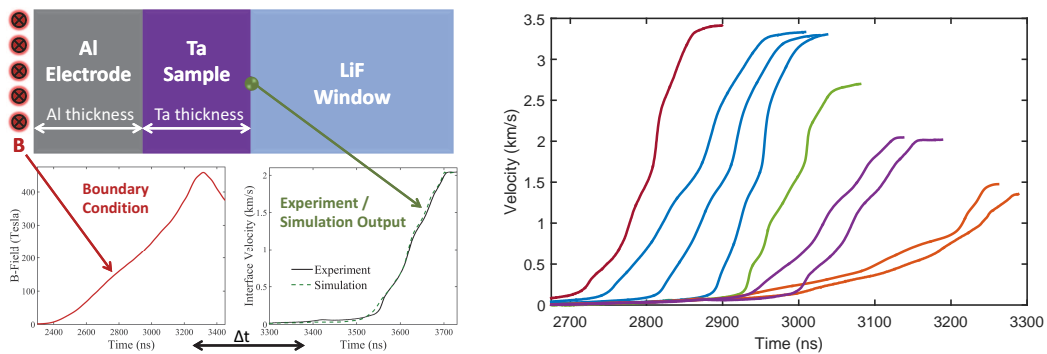 Al
Electrode
Ta
Sample
LiF
Window
Al thickness
Ta thickness
B
Boundary
Condition
B-Field (Tesla)
400
300
200
100
0
2400 2600 2800 3000 3200
Time (ns)
Δt
Experiment /
Simulation Output
Interface Velocity (km/s)
2
1.5
1
0.5
0
Experiment
Simulation
3300 3400 3500 3600 3700
Time (ns)
Velocity (km/s)
3.5
3
2.5
2
1.5
1
0.5
0
2700 2800 2900 3000 3100 3200 3300
Time (ns)